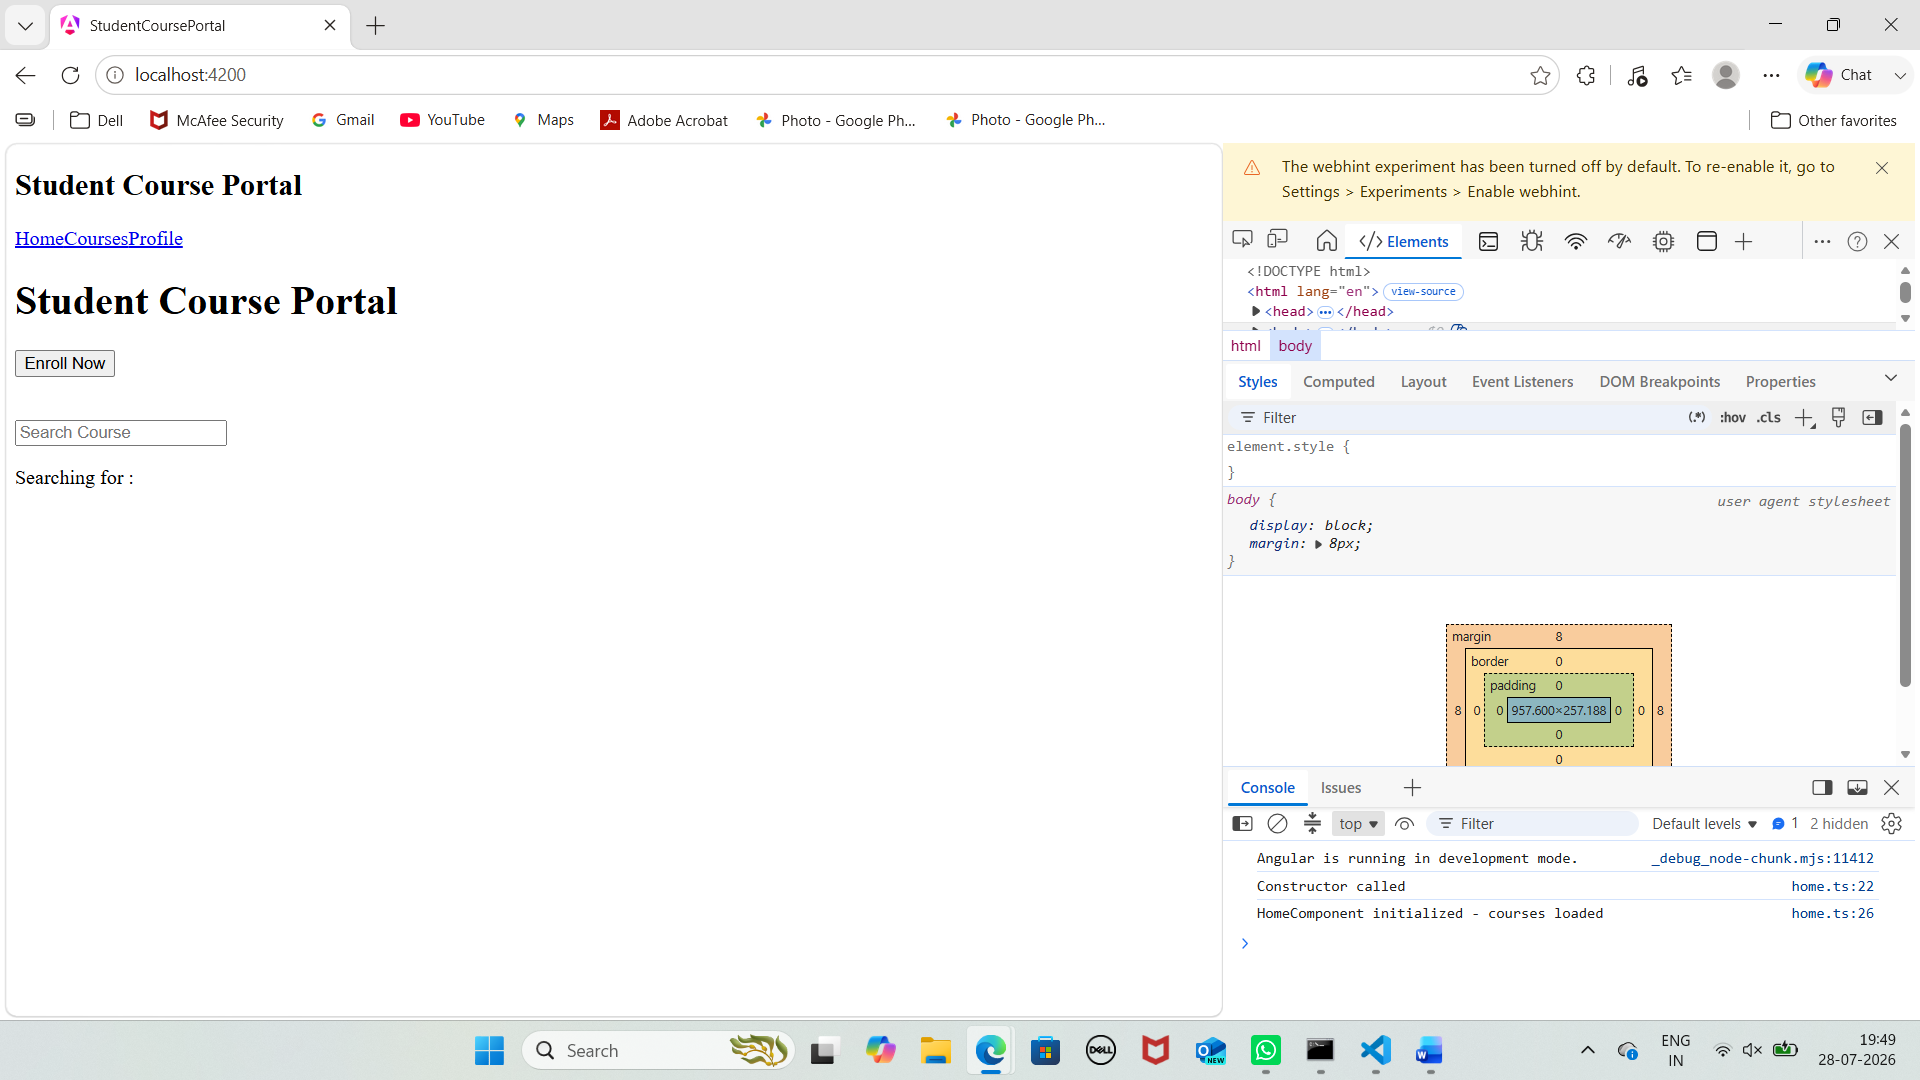 StudentCoursePortal
localhost:4200
Chat
Dell
McAfee Security
Gmail
YouTube
Maps
Adobe Acrobat
Photo - Google Ph...
Photo - Google Ph...
Other favorites
Student Course Portal
HomeCoursesProfile
Student Course Portal
Enroll Now
Search Course
Searching for :
The webhint experiment has been turned off by default. To re-enable it, go to
Settings > Experiments > Enable webhint.
Elements
<!DOCTYPE html>
<html lang="en"> view-source
<head> ••• </head>
html body
Styles Computed Layout Event Listeners DOM Breakpoints Properties
Filter
(.*) :hov .cls
element.style {
}
body {
user agent stylesheet
display: block;
margin: 8px;
}
margin 8
border 0
padding 0
8 0 0 957.600×257.188 0 0 8
0
0
Console Issues
top Filter Default levels 1 2 hidden
Angular is running in development mode. _debug_node-chunk.mjs:11412
Constructor called home.ts:22
HomeComponent initialized - courses loaded home.ts:26
Search
DELL
NEW
ENG
IN
19:49
28-07-2026